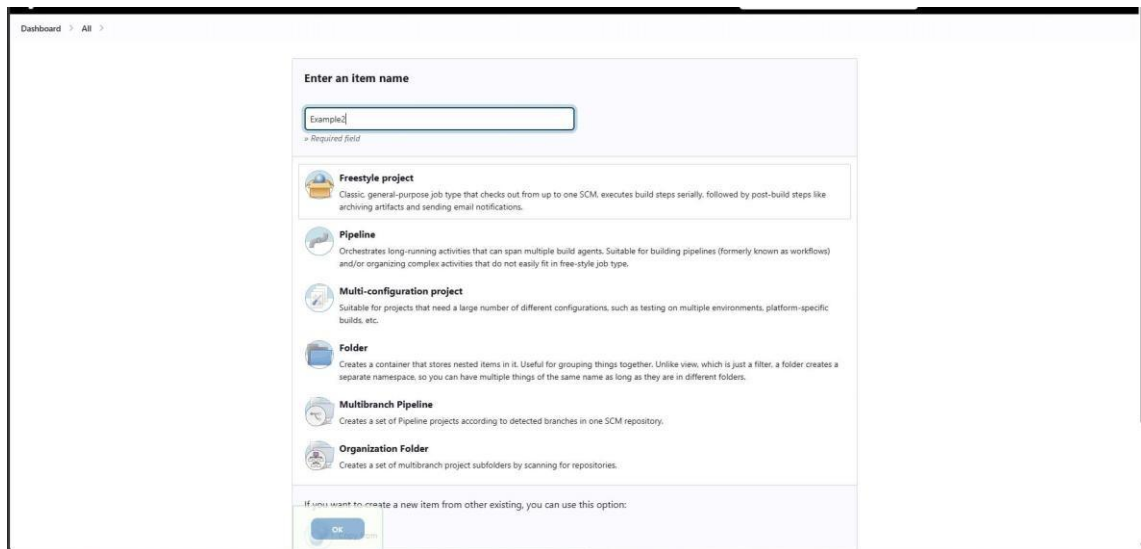 Dashboard > All >
Enter an item name
Example2
» Required field
Freestyle project
Classic, general-purpose job type that checks out from up to one SCM, executes build steps serially, followed by post-build steps like
archiving artifacts and sending email notifications.
Pipeline
Orchestrates long-running activities that can span multiple build agents. Suitable for building pipelines (formerly known as workflows)
and/or organizing complex activities that do not easily fit in free-style job type.
Multi-configuration project
Suitable for projects that need a large number of different configurations, such as testing on multiple environments, platform-specific
builds, etc.
Folder
Creates a container that stores nested items in it. Useful for grouping things together. Unlike view, which is just a filter, a folder creates a
separate namespace, so you can have multiple things of the same name as long as they are in different folders.
Multibranch Pipeline
Creates a set of Pipeline projects according to detected branches in one SCM repository.
Organization Folder
Creates a set of multibranch project subfolders by scanning for repositories.
If you want to create a new item from other existing, you can use this option:
OK
from